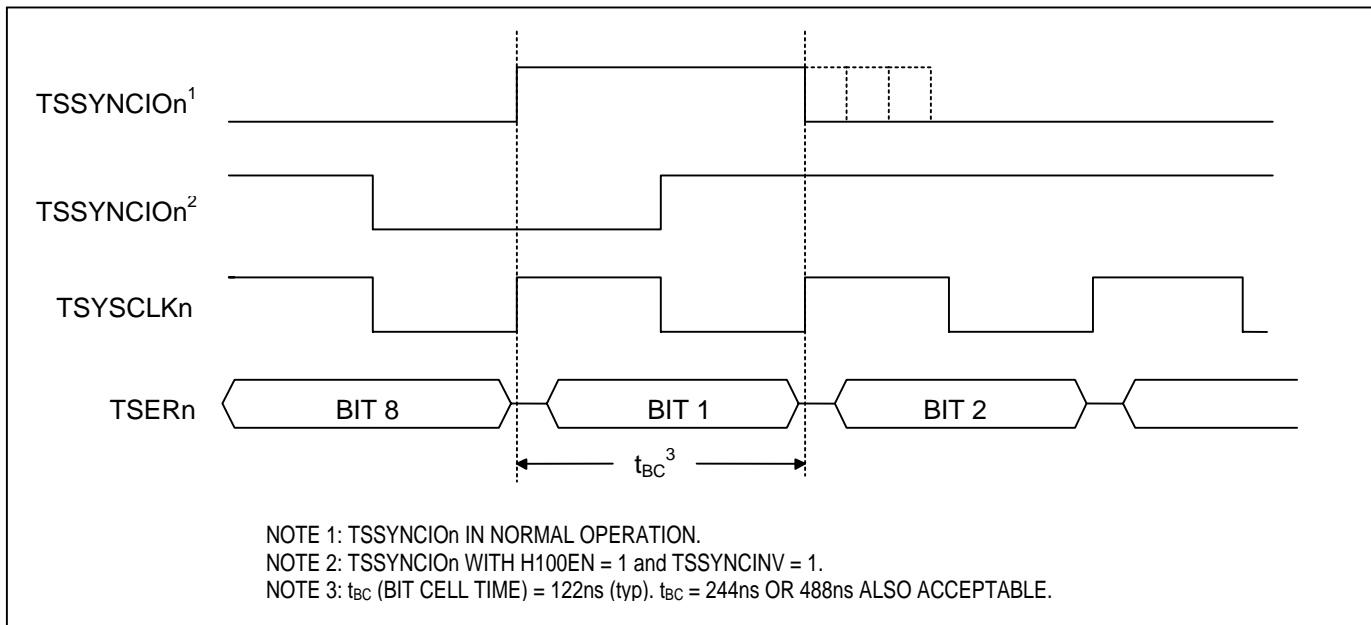 TSSYNCIOn¹
TSSYNCIOn²
TSYSCLKn
TSERn BIT 8 BIT 1 BIT 2
tBC³
NOTE 1: TSSYNCIOn IN NORMAL OPERATION.
NOTE 2: TSSYNCIOn WITH H100EN = 1 and TSSYNCINV = 1.
NOTE 3: tBC (BIT CELL TIME) = 122ns (typ). tBC = 244ns OR 488ns ALSO ACCEPTABLE.